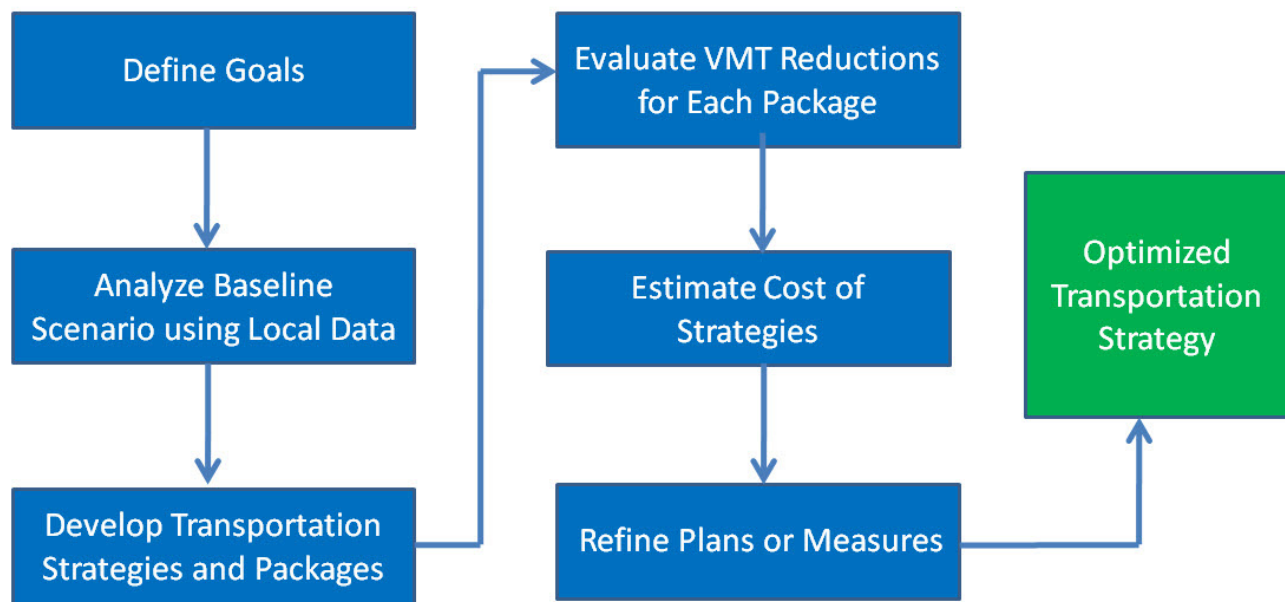 Define Goals
Analyze Baseline
Scenario using Local Data
Develop Transportation
Strategies and Packages
Evaluate VMT Reductions
for Each Package
Estimate Cost of
Strategies
Refine Plans or Measures
Optimized
Transportation
Strategy